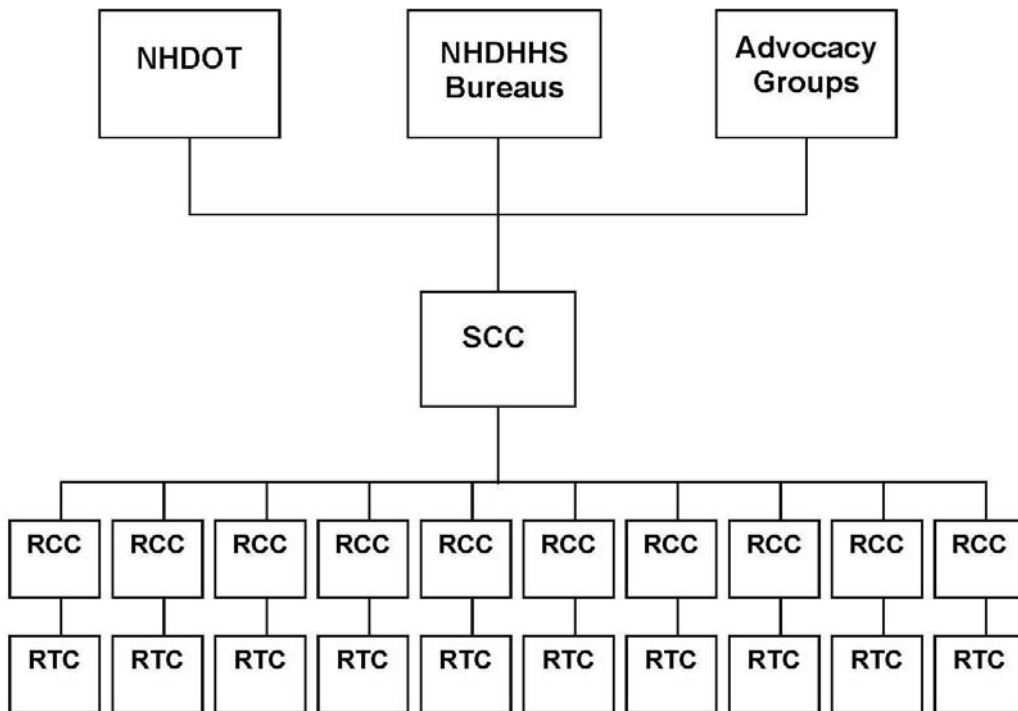 NHDOT
NHDHHS
Bureaus
Advocacy
Groups
SCC
RCC RCC RCC RCC RCC RCC RCC RCC RCC RCC
RTC RTC RTC RTC RTC RTC RTC RTC RTC RTC